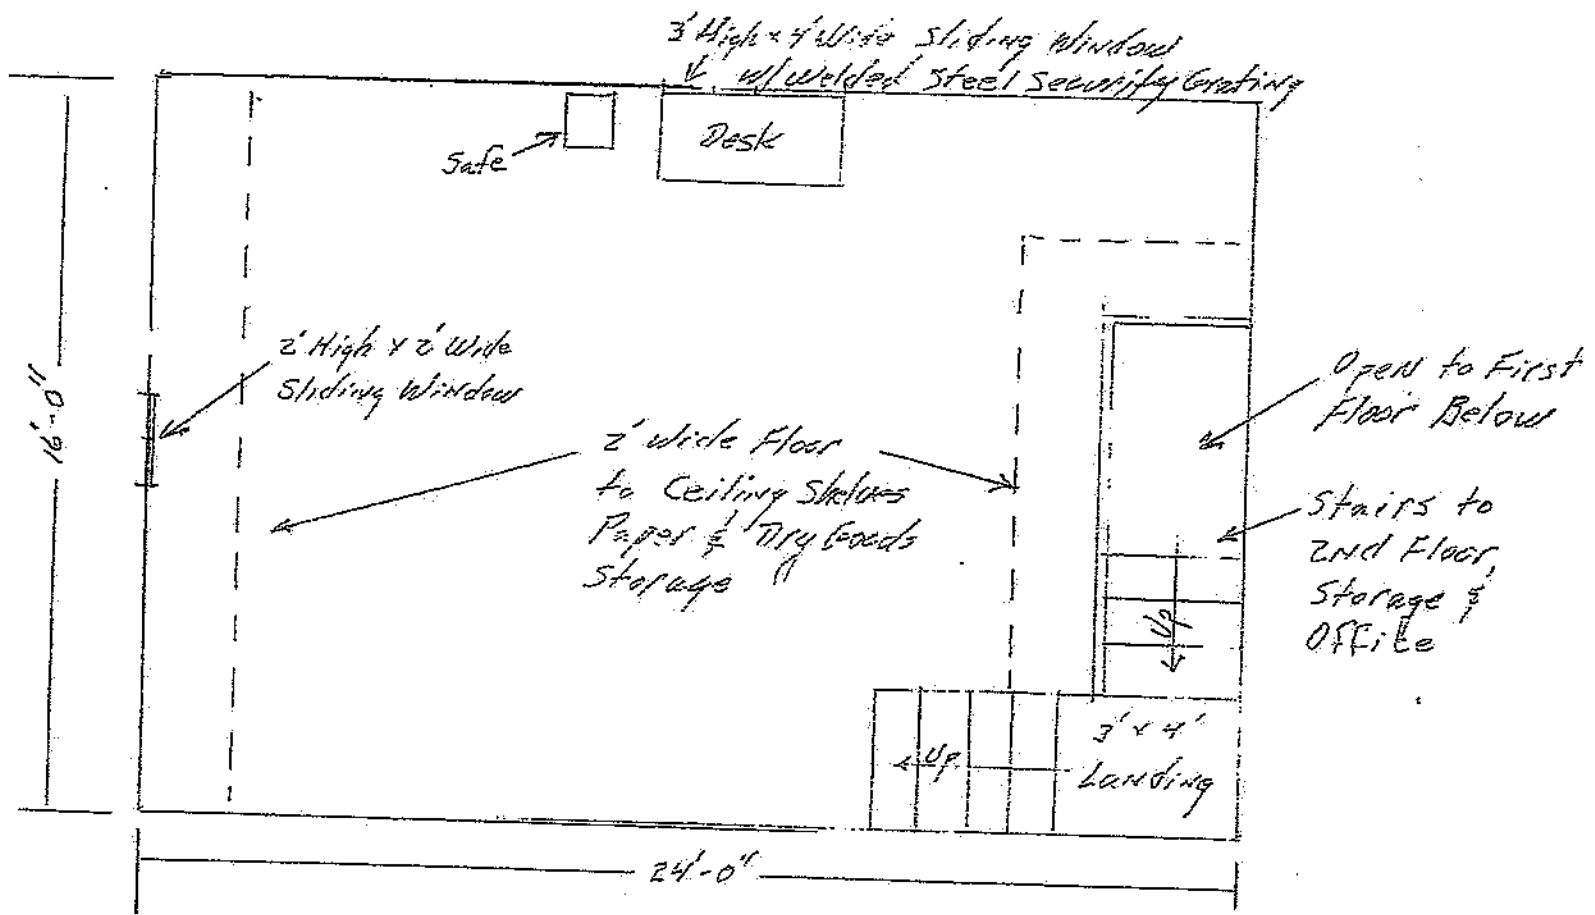 3' High x 4' Wide Sliding Window
w/ Welded Steel Security Grating
Safe
Desk
2' High x 2' Wide
Sliding Window
16'-0"
2' Wide Floor
to Ceiling Shelves
Paper & Dry Goods
Storage
Open to First
Floor Below
Stairs to
2nd Floor,
Storage &
Office
Up
Up
3' x 4'
Landing
24'-0"